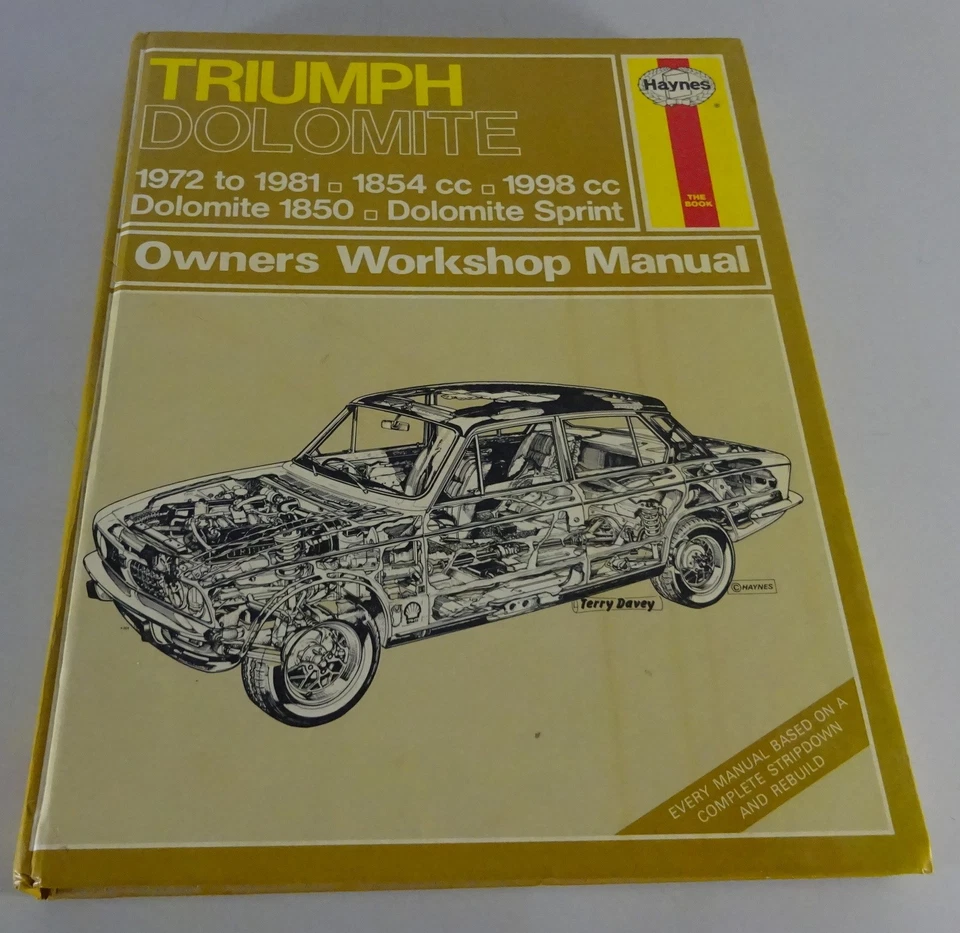 TRIUMPH
DOLOMITE
1972 to 1981 □ 1854 cc □ 1998 cc
Dolomite 1850 □ Dolomite Sprint
Haynes
THE
BOOK
Owners Workshop Manual
©HAYNES
Terry Davey
EVERY MANUAL BASED ON A
COMPLETE STRIPDOWN
AND REBUILD